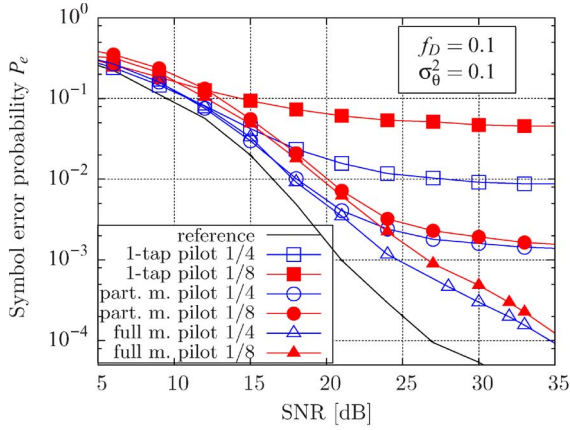 Symbol error probability P_e
10^0
10^-1
10^-2
10^-3
10^-4
f_D = 0.1
σ_θ^2 = 0.1
reference
1-tap pilot 1/4
1-tap pilot 1/8
part. m. pilot 1/4
part. m. pilot 1/8
full m. pilot 1/4
full m. pilot 1/8
5 10 15 20 25 30 35
SNR [dB]